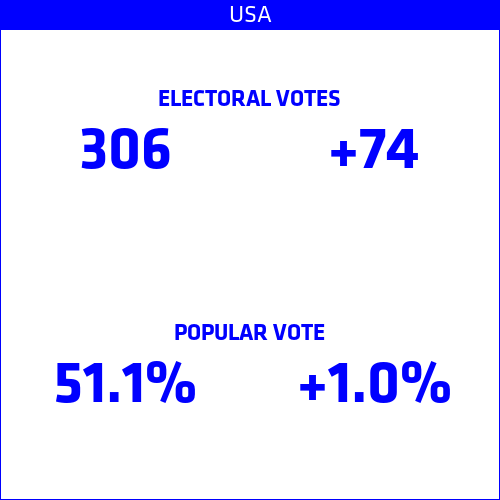 USA
ELECTORAL VOTES
306 +74
POPULAR VOTE
51.1% +1.0%